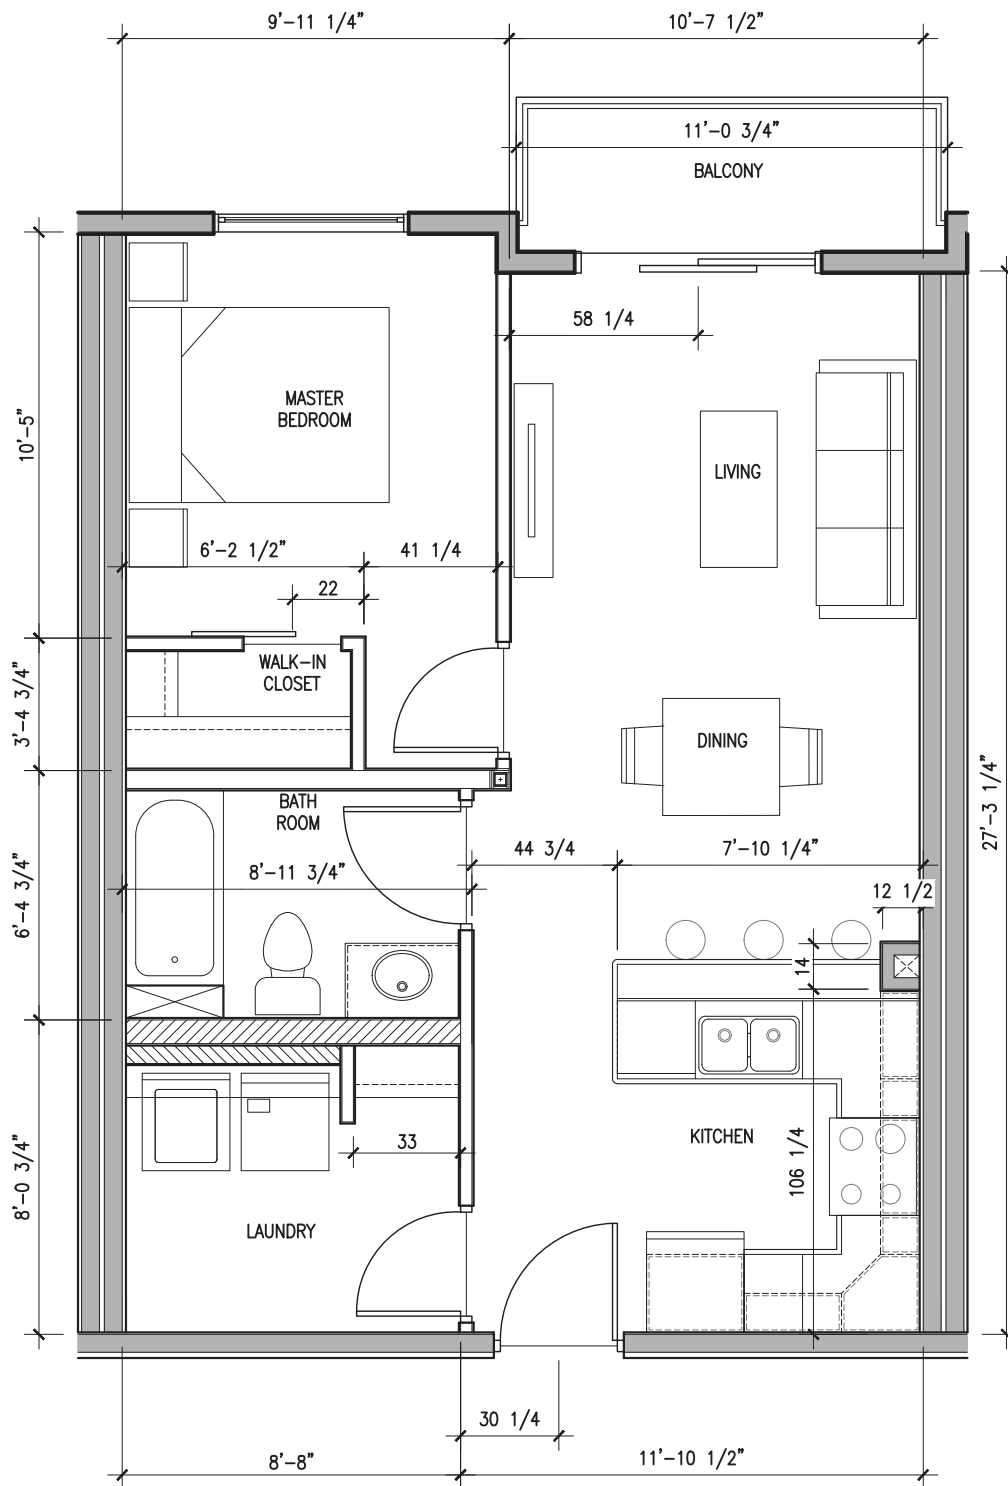 9'-11 1/4"
10'-7 1/2"
11'-0 3/4"
BALCONY
58 1/4
MASTER
BEDROOM
10'-5"
LIVING
6'-2 1/2"
41 1/4
22
WALK-IN
CLOSET
3'-4 3/4"
DINING
27'-3 1/4"
BATH
ROOM
44 3/4
7'-10 1/4"
8'-11 3/4"
12 1/2
6'-4 3/4"
14
KITCHEN
33
106 1/4
8'-0 3/4"
LAUNDRY
30 1/4
8'-8"
11'-10 1/2"